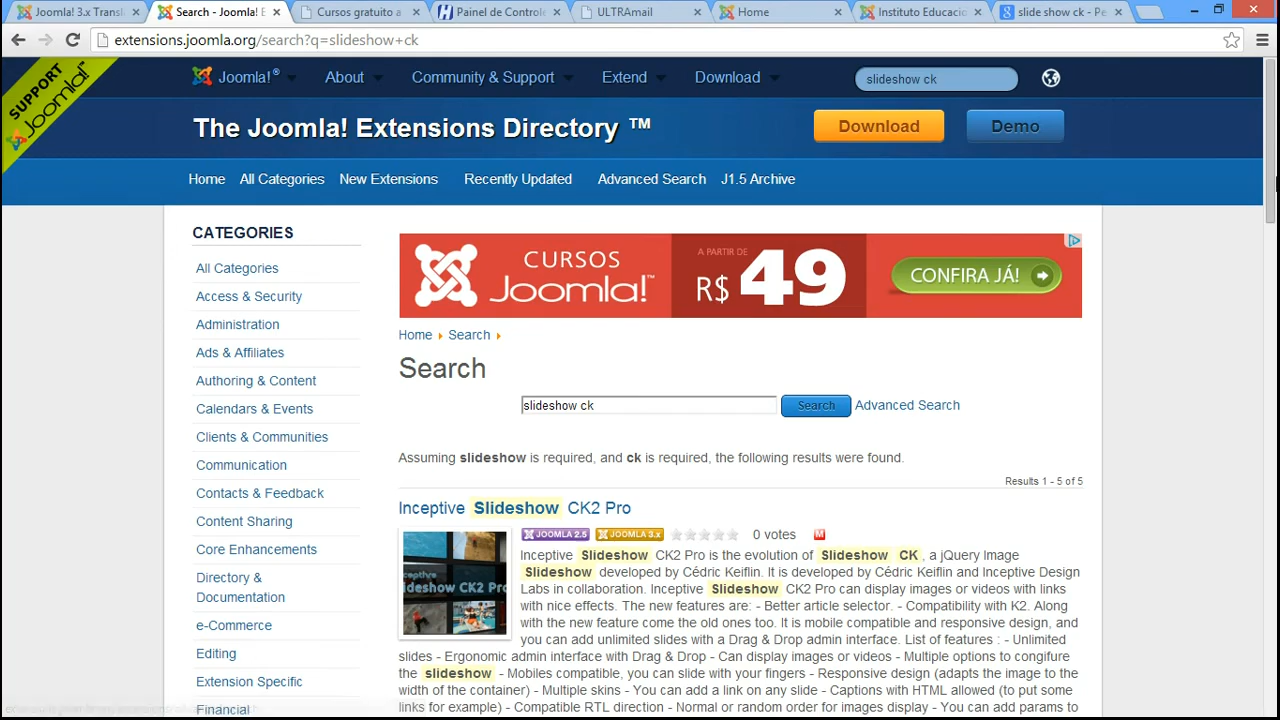 Joomla! 3.x Transl
Search - Joomla! E
Cursos gratuito a
Painel de Control
ULTRAmail
Home
Instituto Educacio
slide show ck - Pe
extensions.joomla.org/search?q=slideshow+ck
SUPPORT
Joomla!™
Joomla!® About Community & Support Extend Download slideshow ck
The Joomla! Extensions Directory ™ Download Demo
Home All Categories New Extensions Recently Updated Advanced Search J1.5 Archive
CATEGORIES
All Categories
Access & Security
Administration
Ads & Affiliates
Authoring & Content
Calendars & Events
Clients & Communities
Communication
Contacts & Feedback
Content Sharing
Core Enhancements
Directory &
Documentation
e-Commerce
Editing
Extension Specific
Financial
CURSOS
Joomla!™
A PARTIR DE
R$ 49
CONFIRA JÁ!
Home Search
Search
slideshow ck Search Advanced Search
Assuming slideshow is required, and ck is required, the following results were found.
Results 1 - 5 of 5
Inceptive Slideshow CK2 Pro
JOOMLA 2.5 JOOMLA 3.x 0 votes M
Inceptive Slideshow CK2 Pro is the evolution of Slideshow CK , a jQuery Image
Slideshow developed by Cédric Keiflin. It is developed by Cédric Keiflin and Inceptive Design
Labs in collaboration. Inceptive Slideshow CK2 Pro can display images or videos with links
with nice effects. The new features are: - Better article selector. - Compatibility with K2. Along
with the new feature come the old ones too. It is mobile compatible and responsive design, and
you can add unlimited slides with a Drag & Drop admin interface. List of features : - Unlimited
slides - Ergonomic admin interface with Drag & Drop - Can display images or videos - Multiple options to congifure
the slideshow - Mobiles compatible, you can slide with your fingers - Responsive design (adapts the image to the
width of the container) - Multiple skins - You can add a link on any slide - Captions with HTML allowed (to put some
links for example) - Compatible RTL direction - Normal or random order for images display - You can add params to